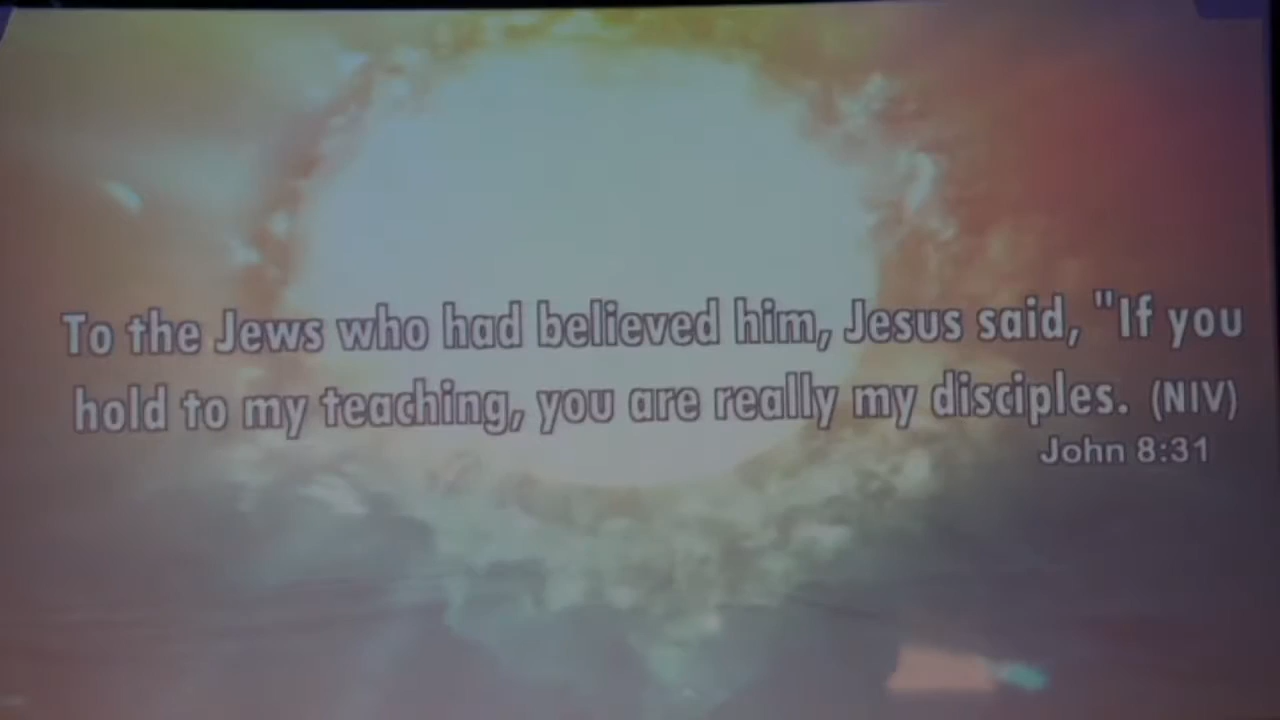 To the Jews who had believed him, Jesus said, "If you
hold to my teaching, you are really my disciples. (NIV)
John 8:31